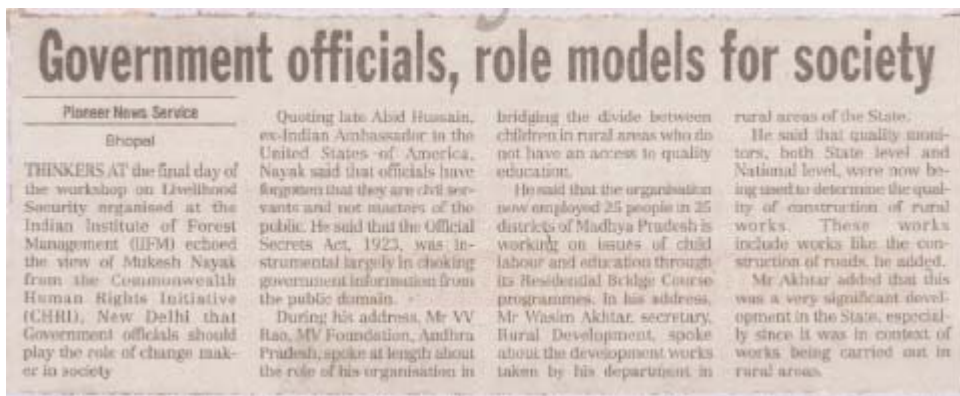 Government officials, role models for society
Pioneer News Service
Bhopal
THINKERS AT the final day of
the workshop on Livelihood
Security organised at the
Indian Institute of Forest
Management (IIFM) echoed
the view of Mukesh Nayak
from the Commonwealth
Human Rights Initiative
(CHRI), New Delhi that
Government officials should
play the role of change mak-
er in society
Quoting late Abid Hussain,
ex-Indian Ambassador to the
United States of America,
Nayak said that officials have
forgotten that they are civil ser-
vants and not masters of the
public. He said that the Official
Secrets Act, 1923, was in-
strumental largely in choking
government information from
the public domain.
During his address, Mr VV
Rao, MV Foundation, Andhra
Pradesh, spoke at length about
the role of his organisation in
bridging the divide between
children in rural areas who do
not have an access to quality
education.
He said that the organisation
now employed 25 people in 25
districts of Madhya Pradesh is
working on issues of child
labour and education through
its Residential Bridge Course
programmes. In his address,
Mr Wasim Akhtar, secretary,
Rural Development, spoke
about the development works
taken by his department in
rural areas of the State.
He said that quality moni-
tors, both State level and
National level, were now be-
ing used to determine the qual-
ity of construction of rural
works. These works
include works like the con-
struction of roads, he added.
Mr Akhtar added that this
was a very significant devel-
opment in the State, especial-
ly since it was in context of
works being carried out in
rural areas.